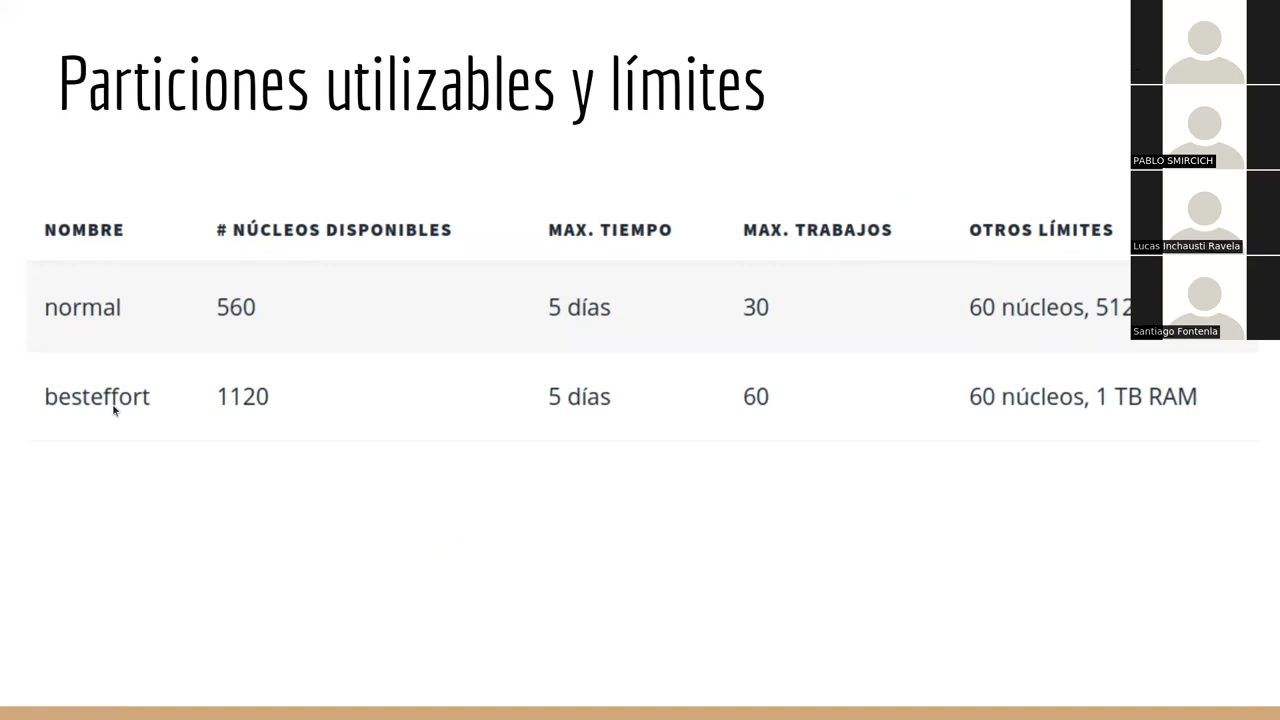 Particiones utilizables y límites
NOMBRE # NÚCLEOS DISPONIBLES MAX. TIEMPO MAX. TRABAJOS OTROS LÍMITES
normal 560 5 días 30 60 núcleos, 512
besteffort 1120 5 días 60 60 núcleos, 1 TB RAM
PABLO SMIRCICH
Lucas Inchausti Ravela
Santiago Fontenla